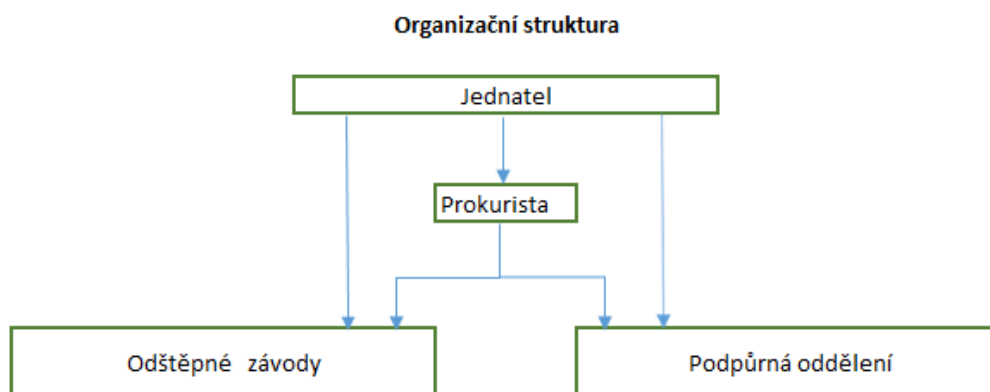 Organizační struktura
Jednatel
Prokurista
Odštěpné závody
Podpůrná oddělení